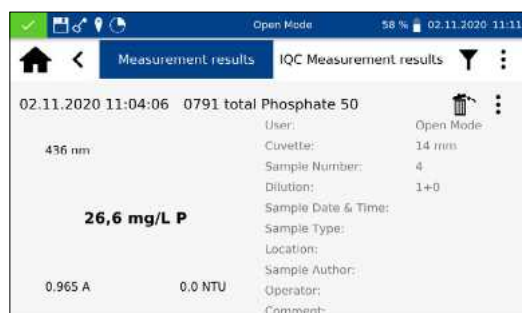 Open Mode 58 % 02.11.2020 11:11
Measurement results IQC Measurement results
02.11.2020 11:04:06 0791 total Phosphate 50
User: Open Mode
436 nm
Cuvette: 14 mm
Sample Number: 4
Dilution: 1+0
26,6 mg/L P
Sample Date & Time:
Sample Type:
Location:
Sample Author:
0.965 A 0.0 NTU
Operator:
Comment: